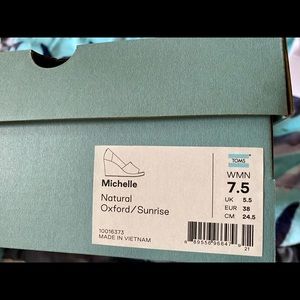 Michelle
Natural
Oxford/Sunrise
10016373
MADE IN VIETNAM
TOMS
WMN
7.5
UK 5.5
EUR 38
CM 24.5
21